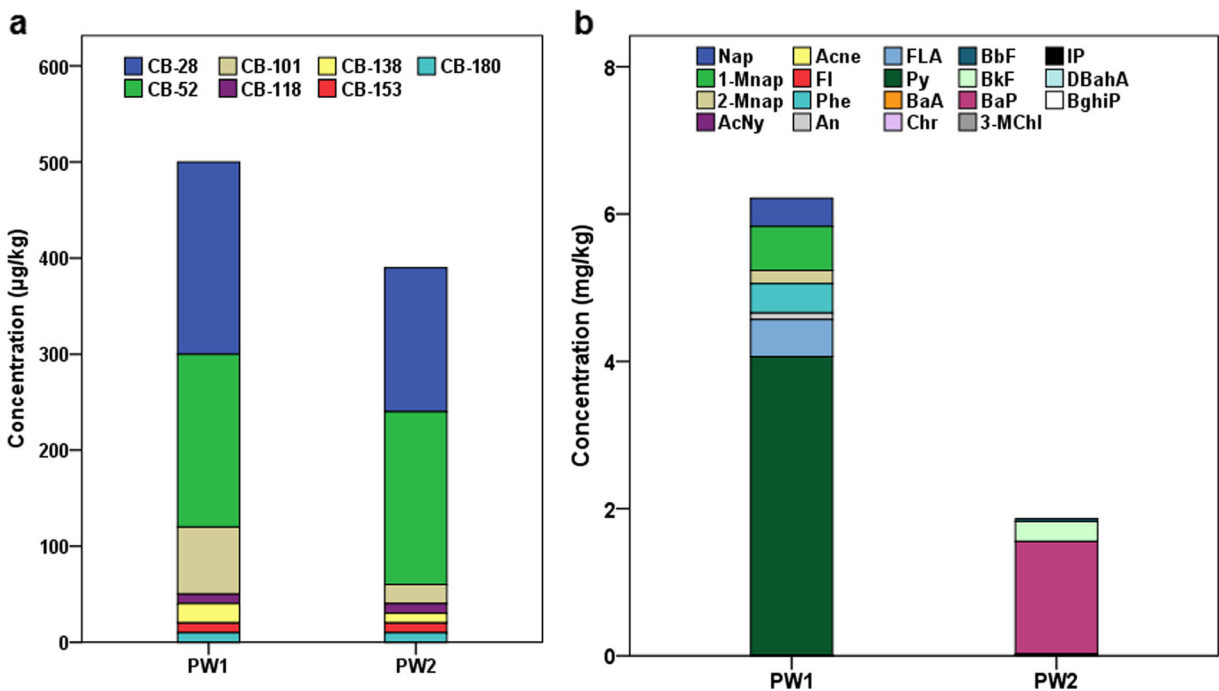 a
Concentration (µg/kg)
600
500
400
300
200
100
0
CB-28 CB-101 CB-138 CB-180
CB-52 CB-118 CB-153
PW1 PW2
b
Concentration (mg/kg)
8
6
4
2
0
Nap Acne FLA BbF IP
1-Mnap Fl Py BkF DBahA
2-Mnap Phe BaA BaP BghiP
AcNy An Chr 3-MChl
PW1 PW2